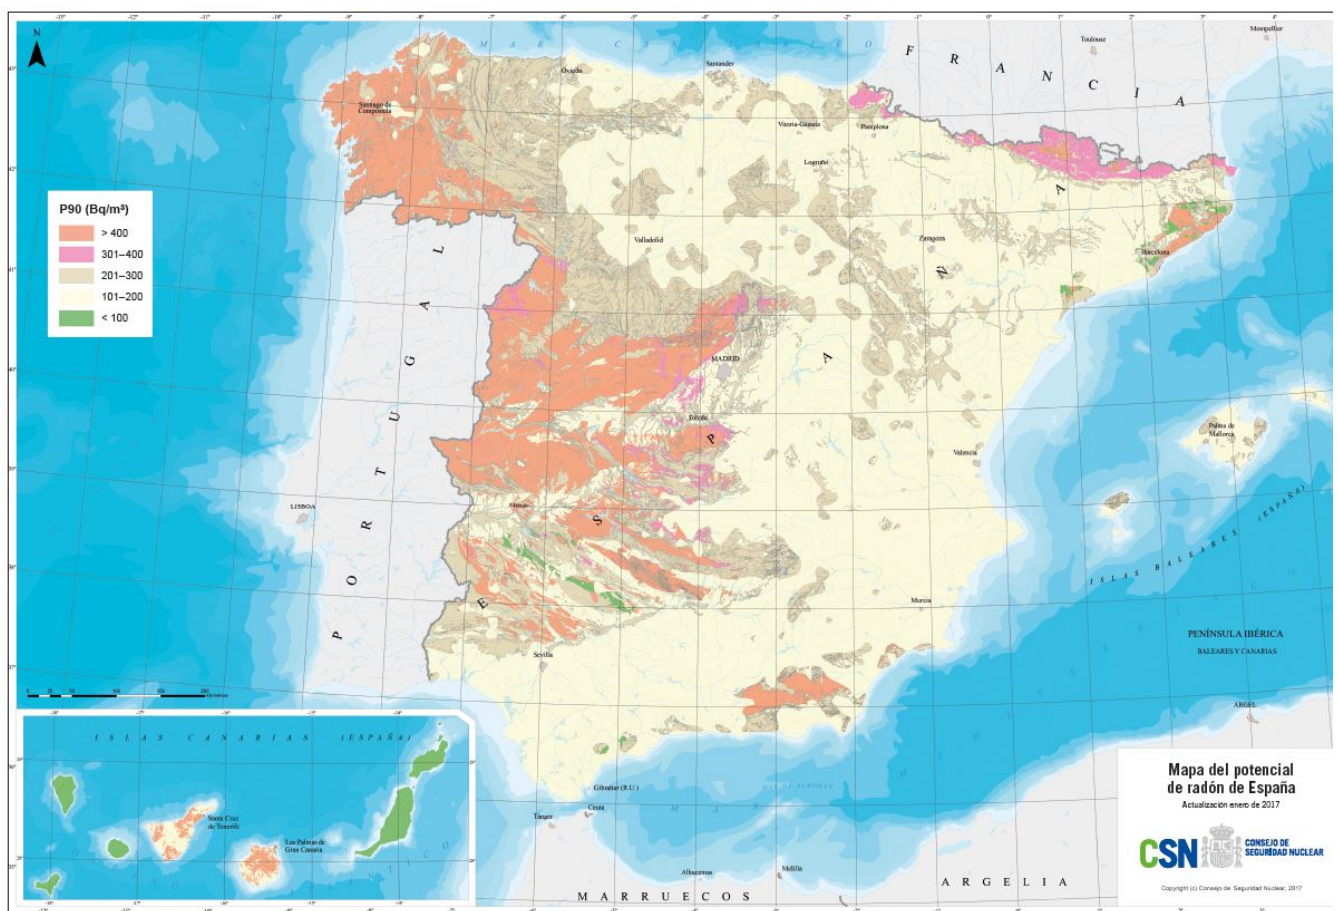 N
MAR CANTÁBRICO
FRANCIA
Toulouse
Montpellier
Santiago de
Compostela
Oviedo
Santander
Vitoria-Gasteiz
Pamplona
Logroño
Valladolid
Zaragoza
Barcelona
MADRID
Toledo
Valencia
Palma de
Mallorca
ISLAS BALEARES (ESPAÑA)
PORTUGAL
LISBOA
Mérida
ESPAÑA
Murcia
Sevilla
P90 (Bq/m³)
> 400
301–400
201–300
101–200
< 100
PENÍNSULA IBÉRICA
BALEARES Y CANARIAS
ARGEL
Gibraltar (R.U.)
Ceuta
Tánger
Alhucemas
Melilla
MARRUECOS
ARGELIA
ISLAS CANARIAS (ESPAÑA)
Santa Cruz
de Tenerife
Las Palmas de
Gran Canaria
Mapa del potencial
de radón de España
Actualización enero de 2017
CSN
CONSEJO DE
SEGURIDAD NUCLEAR
Copyright (c) Consejo de Seguridad Nuclear, 2017